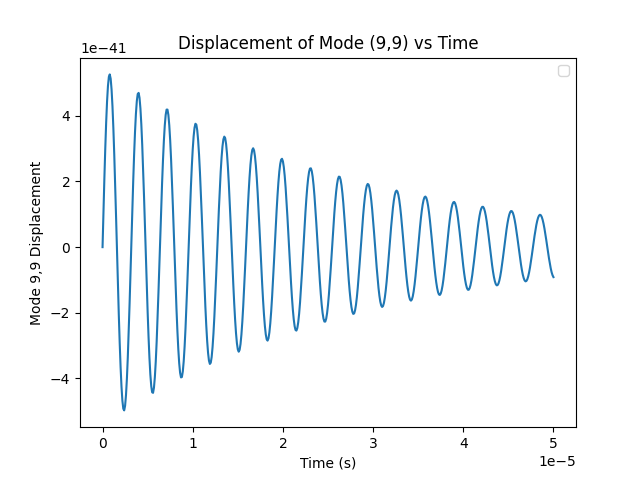 Displacement of Mode (9,9) vs Time
1e−41
4
2
0
−2
−4
Mode 9,9 Displacement
0
1
2
3
4
5
1e−5
Time (s)